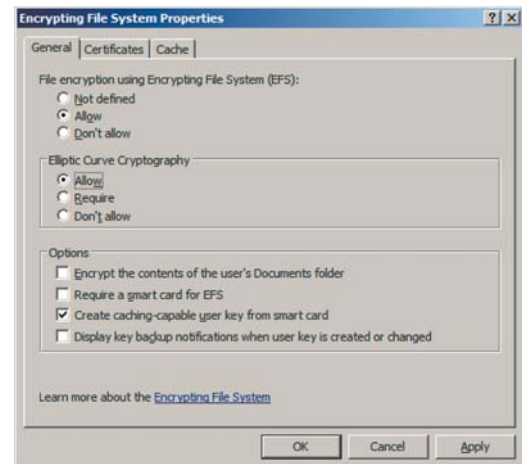 Encrypting File System Properties
General Certificates Cache
File encryption using Encrypting File System (EFS):
Not defined
Allow
Don't allow
Elliptic Curve Cryptography
Allow
Require
Don't allow
Options
Encrypt the contents of the user's Documents folder
Require a smart card for EFS
Create caching-capable user key from smart card
Display key backup notifications when user key is created or changed
Learn more about the Encrypting File System
OK Cancel Apply